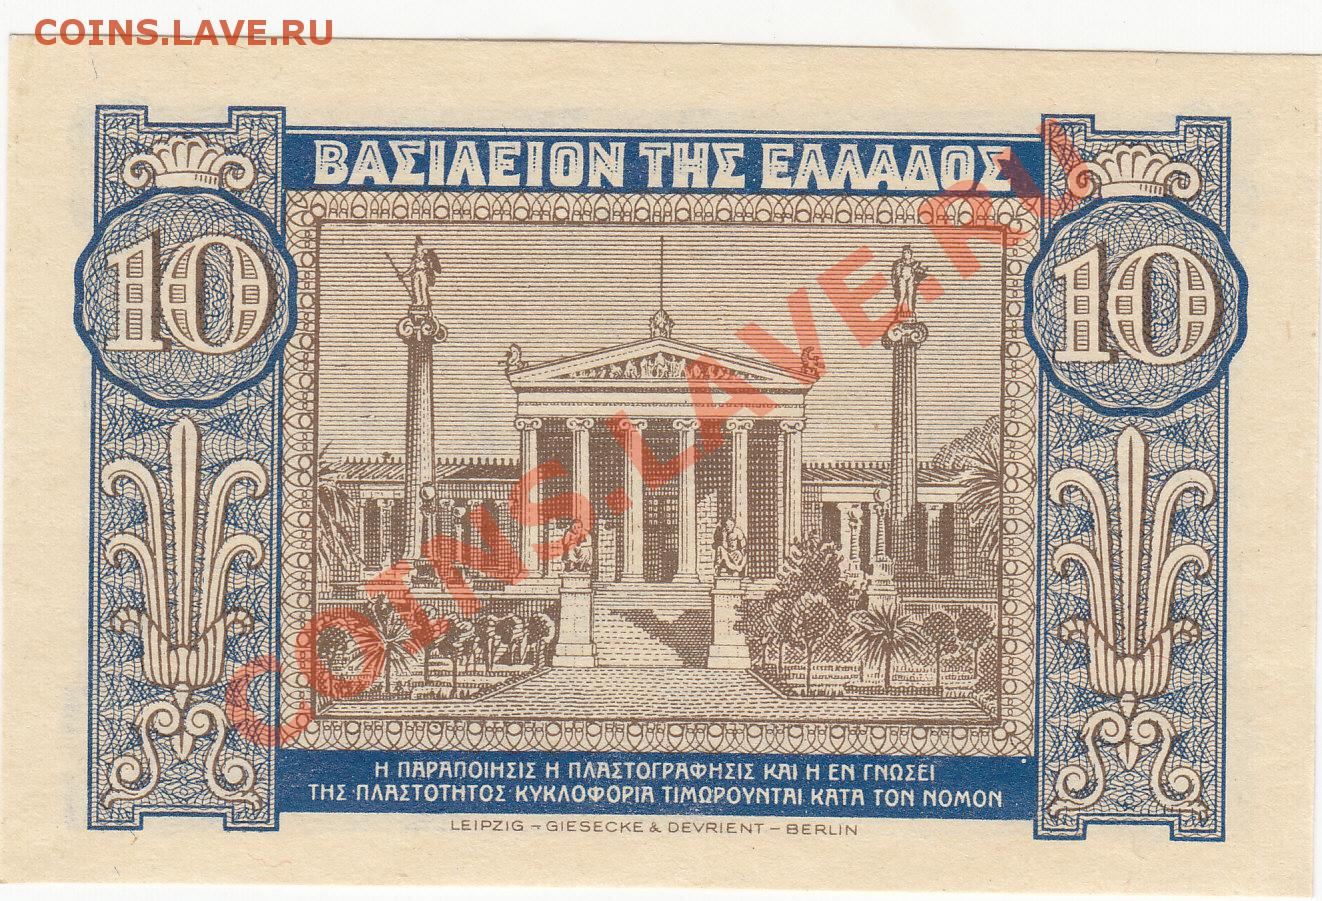 COINS.LAVE.RU
ΒΑΣΙΛΕΙΟΝ ΤΗΣ ΕΛΛΑΔΟΣ
10 10
COINS.LAVE.RU
Η ΠΑΡΑΠΟΙΗΣΙΣ Η ΠΛΑΣΤΟΓΡΑΦΗΣΙΣ ΚΑΙ Η ΕΝ ΓΝΩΣΕΙ
ΤΗΣ ΠΛΑΣΤΟΤΗΤΟΣ ΚΥΚΛΟΦΟΡΙΑ ΤΙΜΩΡΟΥΝΤΑΙ ΚΑΤΑ ΤΟΝ ΝΟΜΟΝ
LEIPZIG – GIESECKE & DEVRIENT – BERLIN